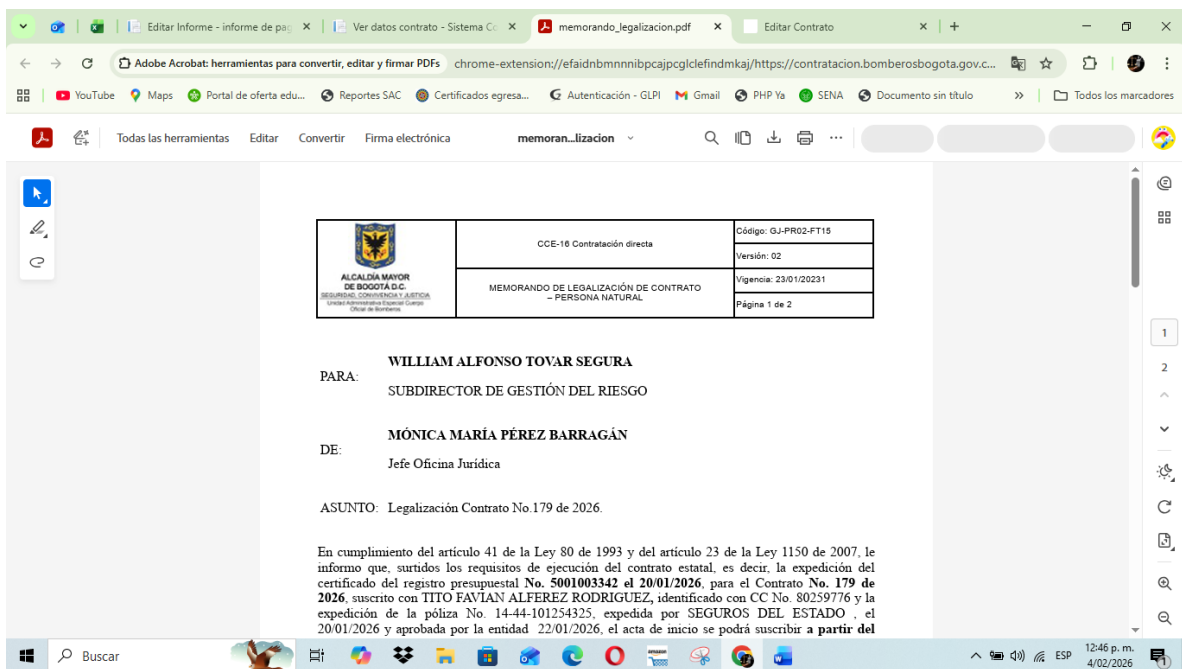 Editar Informe - informe de pag
Ver datos contrato - Sistema Co
memorando_legalizacion.pdf
Editar Contrato
Adobe Acrobat: herramientas para convertir, editar y firmar PDFs
chrome-extension://efaidnbmnnnibpcajpcglclefindmkaj/https://contratacion.bomberosbogota.gov.c...
YouTube
Maps
Portal de oferta edu...
Reportes SAC
Certificados egresa...
Autenticación - GLPI
Gmail
PHP Ya
SENA
Documento sin título
»
Todos los marcadores
Todas las herramientas
Editar
Convertir
Firma electrónica
memoran...lizacion
ALCALDÍA MAYOR
DE BOGOTÁ D.C.
SEGURIDAD, CONVIVENCIA Y JUSTICIA
Unidad Administrativa Especial Cuerpo
Oficial de Bomberos
CCE-16 Contratación directa
MEMORANDO DE LEGALIZACIÓN DE CONTRATO
– PERSONA NATURAL
Código: GJ-PR02-FT15
Versión: 02
Vigencia: 23/01/20231
Página 1 de 2
PARA:
WILLIAM ALFONSO TOVAR SEGURA
SUBDIRECTOR DE GESTIÓN DEL RIESGO
DE:
MÓNICA MARÍA PÉREZ BARRAGÁN
Jefe Oficina Jurídica
ASUNTO: Legalización Contrato No.179 de 2026.
En cumplimiento del artículo 41 de la Ley 80 de 1993 y del artículo 23 de la Ley 1150 de 2007, le
informo que, surtidos los requisitos de ejecución del contrato estatal, es decir, la expedición del
certificado del registro presupuestal No. 5001003342 el 20/01/2026, para el Contrato No. 179 de
2026, suscrito con TITO FAVIAN ALFEREZ RODRIGUEZ, identificado con CC No. 80259776 y la
expedición de la póliza No. 14-44-101254325, expedida por SEGUROS DEL ESTADO , el
20/01/2026 y aprobada por la entidad 22/01/2026, el acta de inicio se podrá suscribir a partir del
1
2
Buscar
ESP
12:46 p. m.
4/02/2026